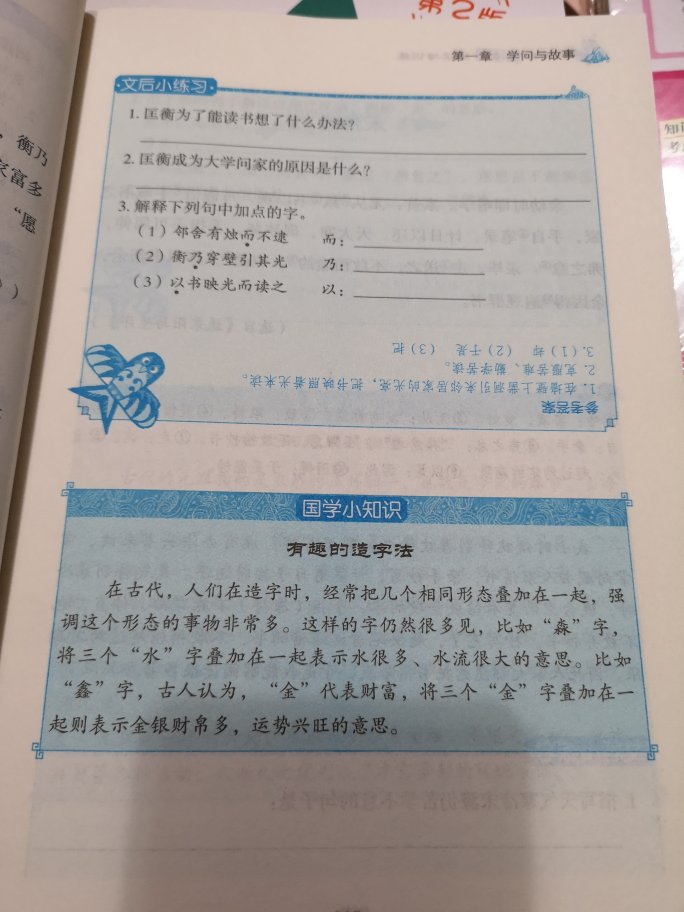 第2版
第一章 学问与故事
文后小练习
1. 匡衡为了能读书想了什么办法？
2. 匡衡成为大学问家的原因是什么？
3. 解释下列句中加点的字。
（1）邻舍有烛而不逮 而：
（2）衡乃穿壁引其光 乃：
（3）以书映光而读之 以：
参考答案
1. 在墙壁上凿洞引来邻居家的光亮，把书映照着光来读。
2. 克服苦难、勤学苦读。
3.（1）却 （2）于是 （3）把
国学小知识
有趣的造字法
在古代，人们在造字时，经常把几个相同形态叠加在一起，强
调这个形态的事物非常多。这样的字仍然很多见，比如“淼”字，
将三个“水”字叠加在一起表示水很多、水流很大的意思。比如
“鑫”字，古人认为，“金”代表财富，将三个“金”字叠加在一
起则表示金银财帛多，运势兴旺的意思。
，衡乃
家富多
“愿
）